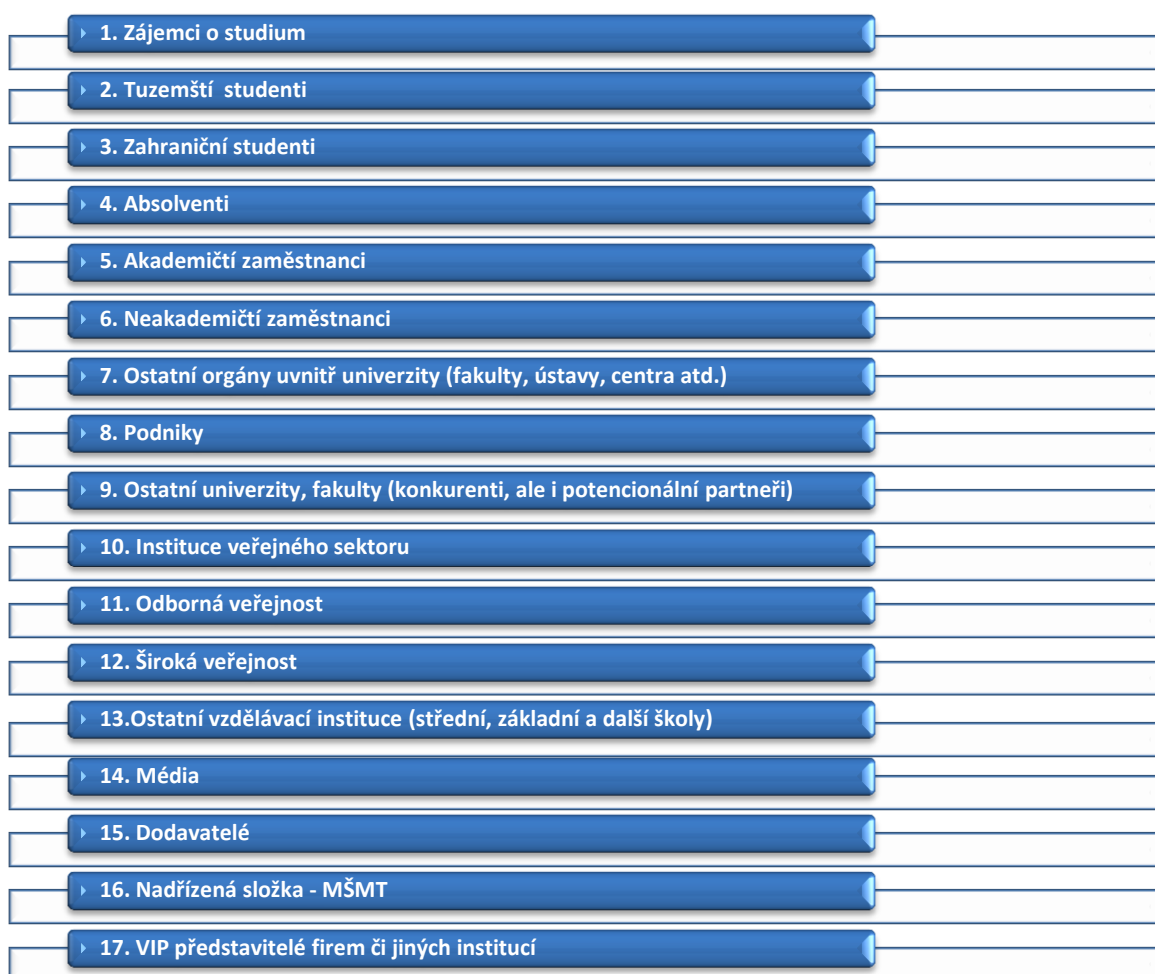 1. Zájemci o studium
2. Tuzemští studenti
3. Zahraniční studenti
4. Absolventi
5. Akademičtí zaměstnanci
6. Neakademičtí zaměstnanci
7. Ostatní orgány uvnitř univerzity (fakulty, ústavy, centra atd.)
8. Podniky
9. Ostatní univerzity, fakulty (konkurenti, ale i potencionální partneři)
10. Instituce veřejného sektoru
11. Odborná veřejnost
12. Široká veřejnost
13.Ostatní vzdělávací instituce (střední, základní a další školy)
14. Média
15. Dodavatelé
16. Nadřízená složka - MŠMT
17. VIP představitelé firem či jiných institucí